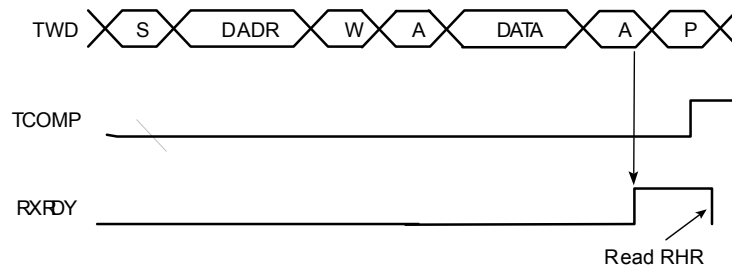 TWD S DADR W A DATA A P
TCOMP
RXRDY
Read RHR